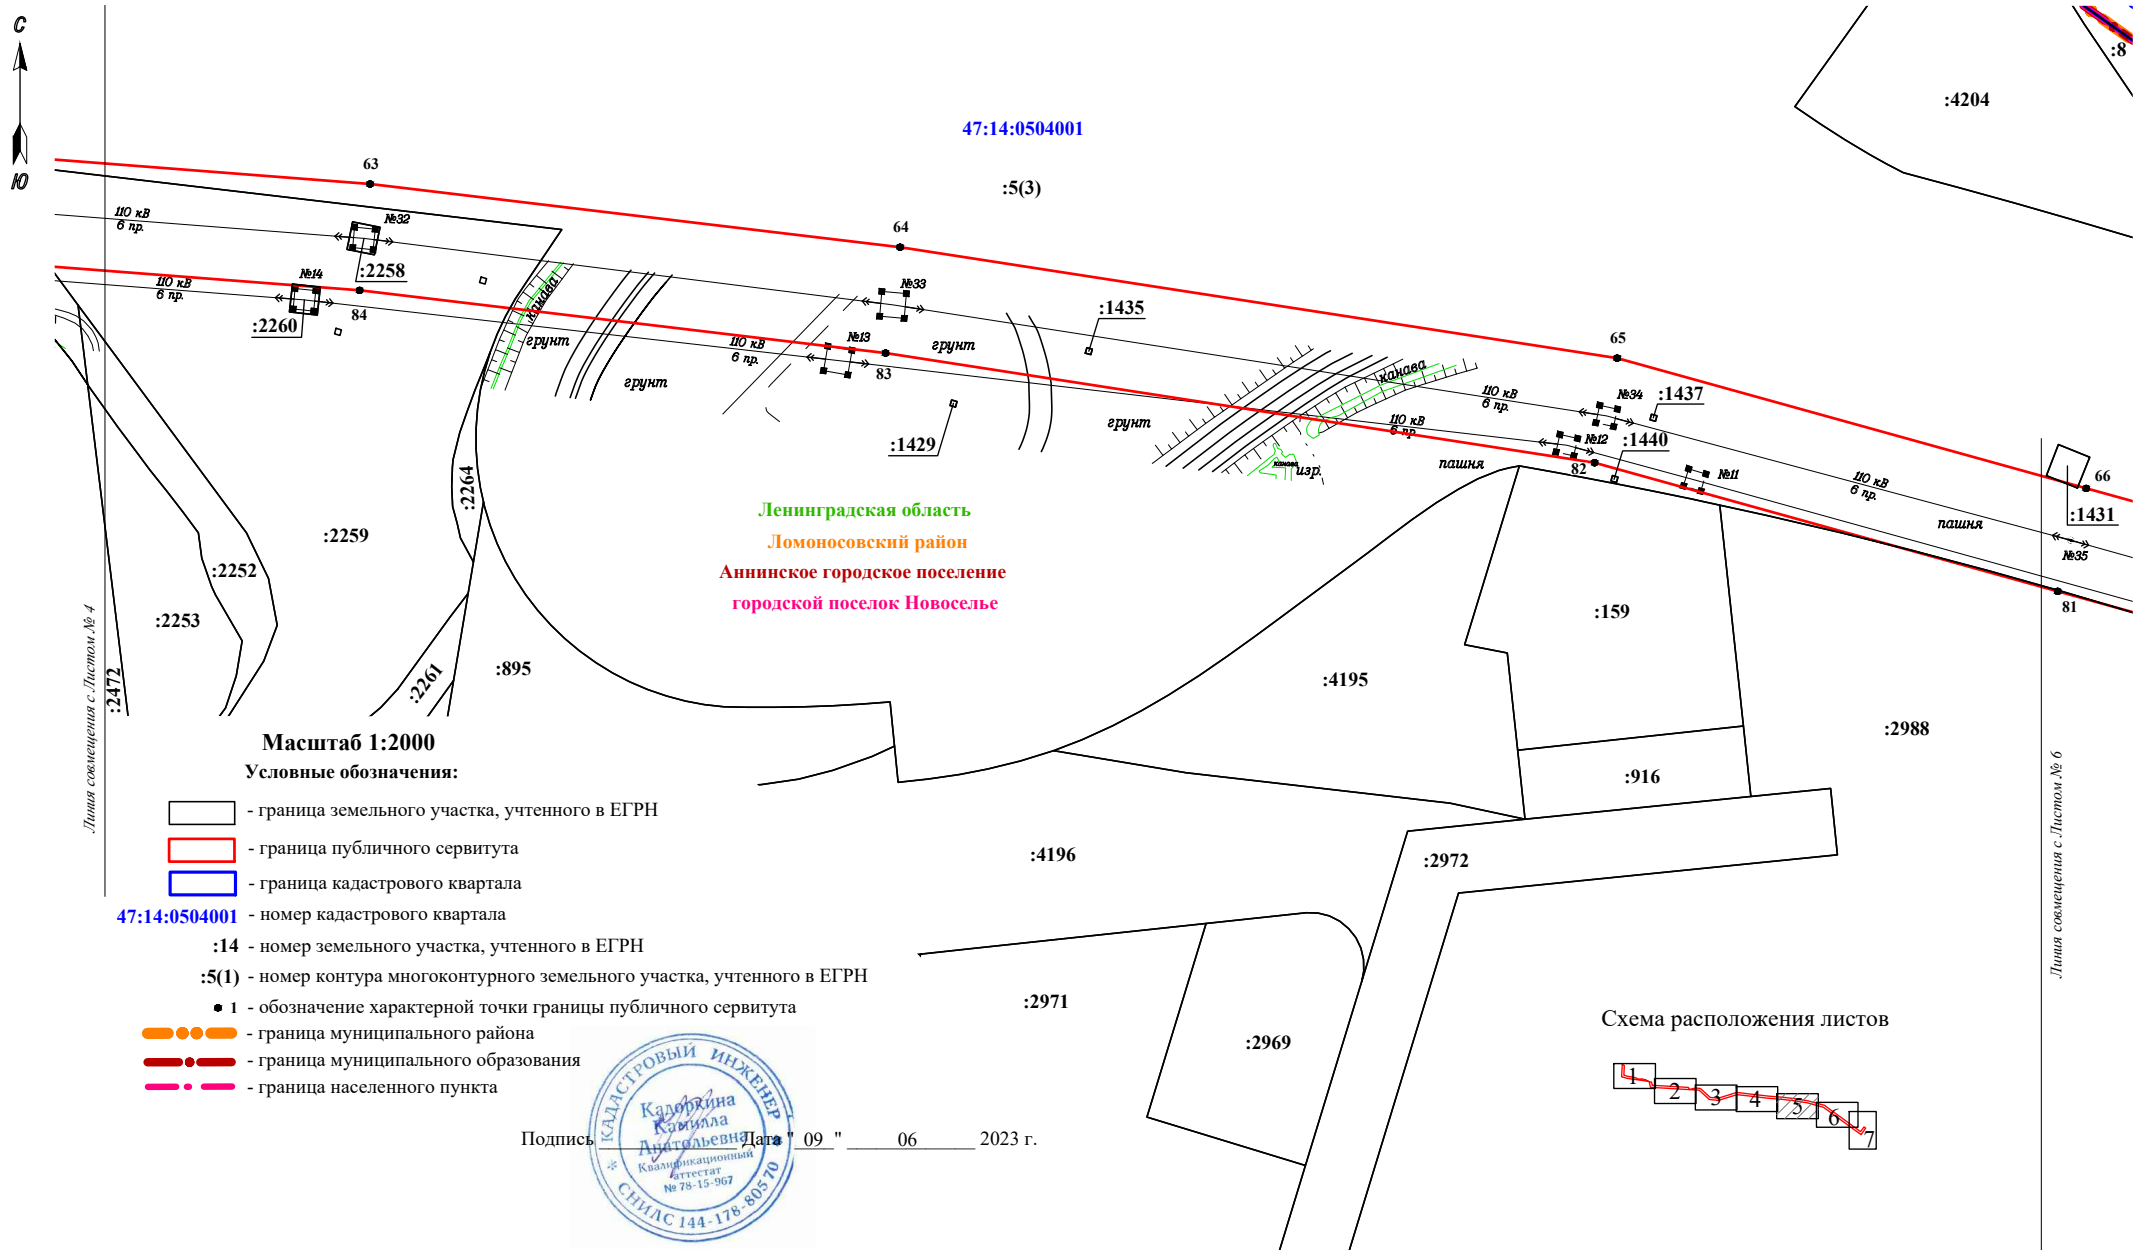 С
Ю
:8
:4204
47:14:0504001
:5(3)
63
64
65
66
110 кВ
6 пр.
№32
:2258
№14
110 кВ
6 пр.
:2260
84
канава
грунт
грунт
№33
№13
110 кВ
6 пр.
83
грунт
:1435
:1429
грунт
канава
канава
изр.
110 кВ
6 пр.
110 кВ
6 пр.
№34
:1437
№12
:1440
82
пашня
№11
110 кВ
6 пр.
пашня
:1431
№35
81
:2264
:2259
:2252
:2253
:2472
:2261
:895
Линия совмещения с Листом № 4
Ленинградская область
Ломоносовский район
Аннинское городское поселение
городской поселок Новоселье
:159
:4195
:916
:2988
:4196
:2972
:2971
:2969
Линия совмещения с Листом № 6
Масштаб 1:2000
Условные обозначения:
- граница земельного участка, учтенного в ЕГРН
- граница публичного сервитута
- граница кадастрового квартала
47:14:0504001 - номер кадастрового квартала
:14 - номер земельного участка, учтенного в ЕГРН
:5(1) - номер контура многоконтурного земельного участка, учтенного в ЕГРН
1 - обозначение характерной точки границы публичного сервитута
- граница муниципального района
- граница муниципального образования
- граница населенного пункта
Схема расположения листов
1
2
3
4
5
6
7
Подпись Дата " 09 " 06 2023 г.
КАДАСТРОВЫЙ ИНЖЕНЕР
Кадоркина
Камилла
Анатольевна
Квалификационный
аттестат
№ 78-15-967
СНИЛС 144-178-805 70